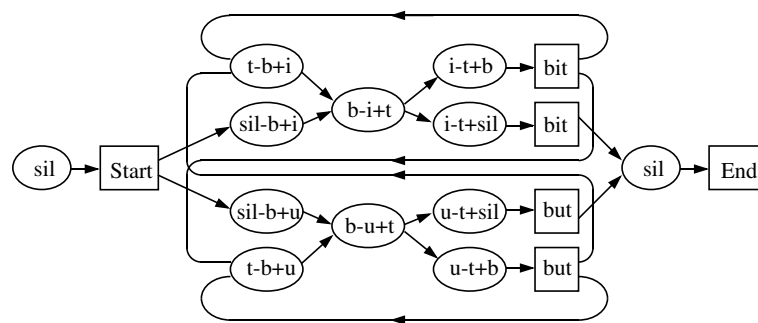 t-b+i
i-t+b
bit
b-i+t
sil-b+i
i-t+sil
bit
sil
Start
sil
End
sil-b+u
u-t+sil
but
b-u+t
t-b+u
u-t+b
but